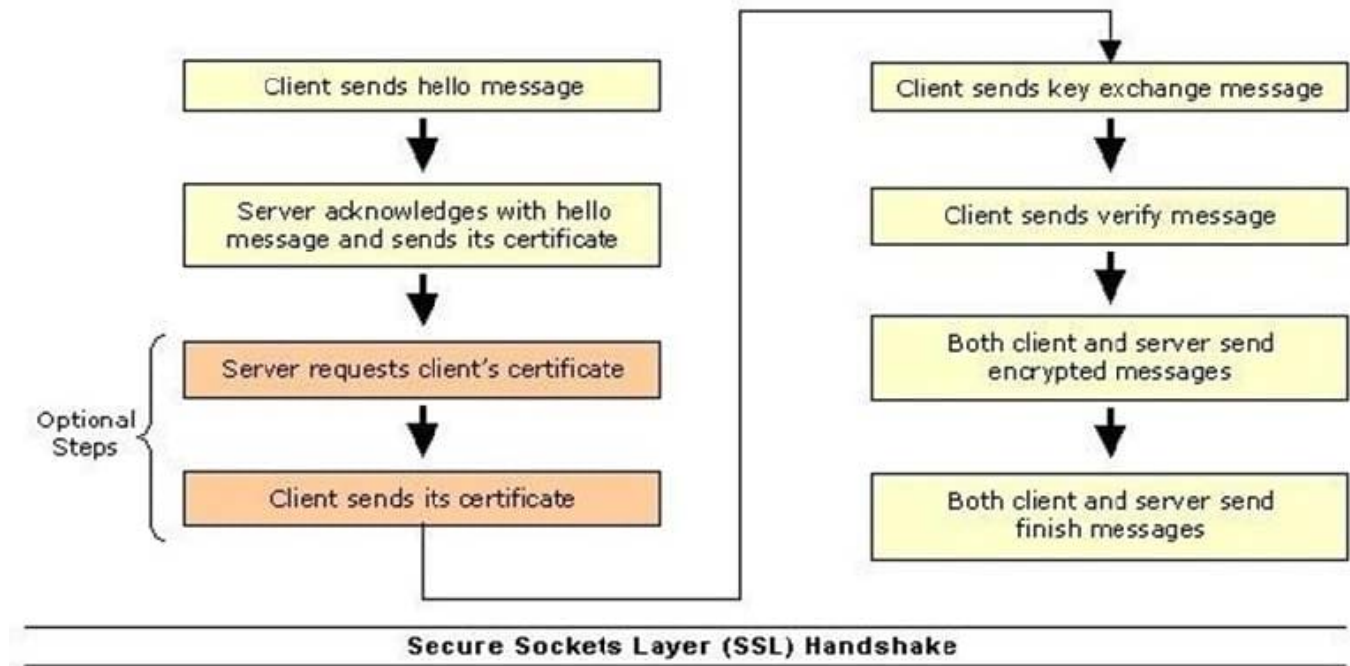 Client sends hello message
Server acknowledges with hello
message and sends its certificate
Optional
Steps
Server requests client's certificate
Client sends its certificate
Client sends key exchange message
Client sends verify message
Both client and server send
encrypted messages
Both client and server send
finish messages
Secure Sockets Layer (SSL) Handshake